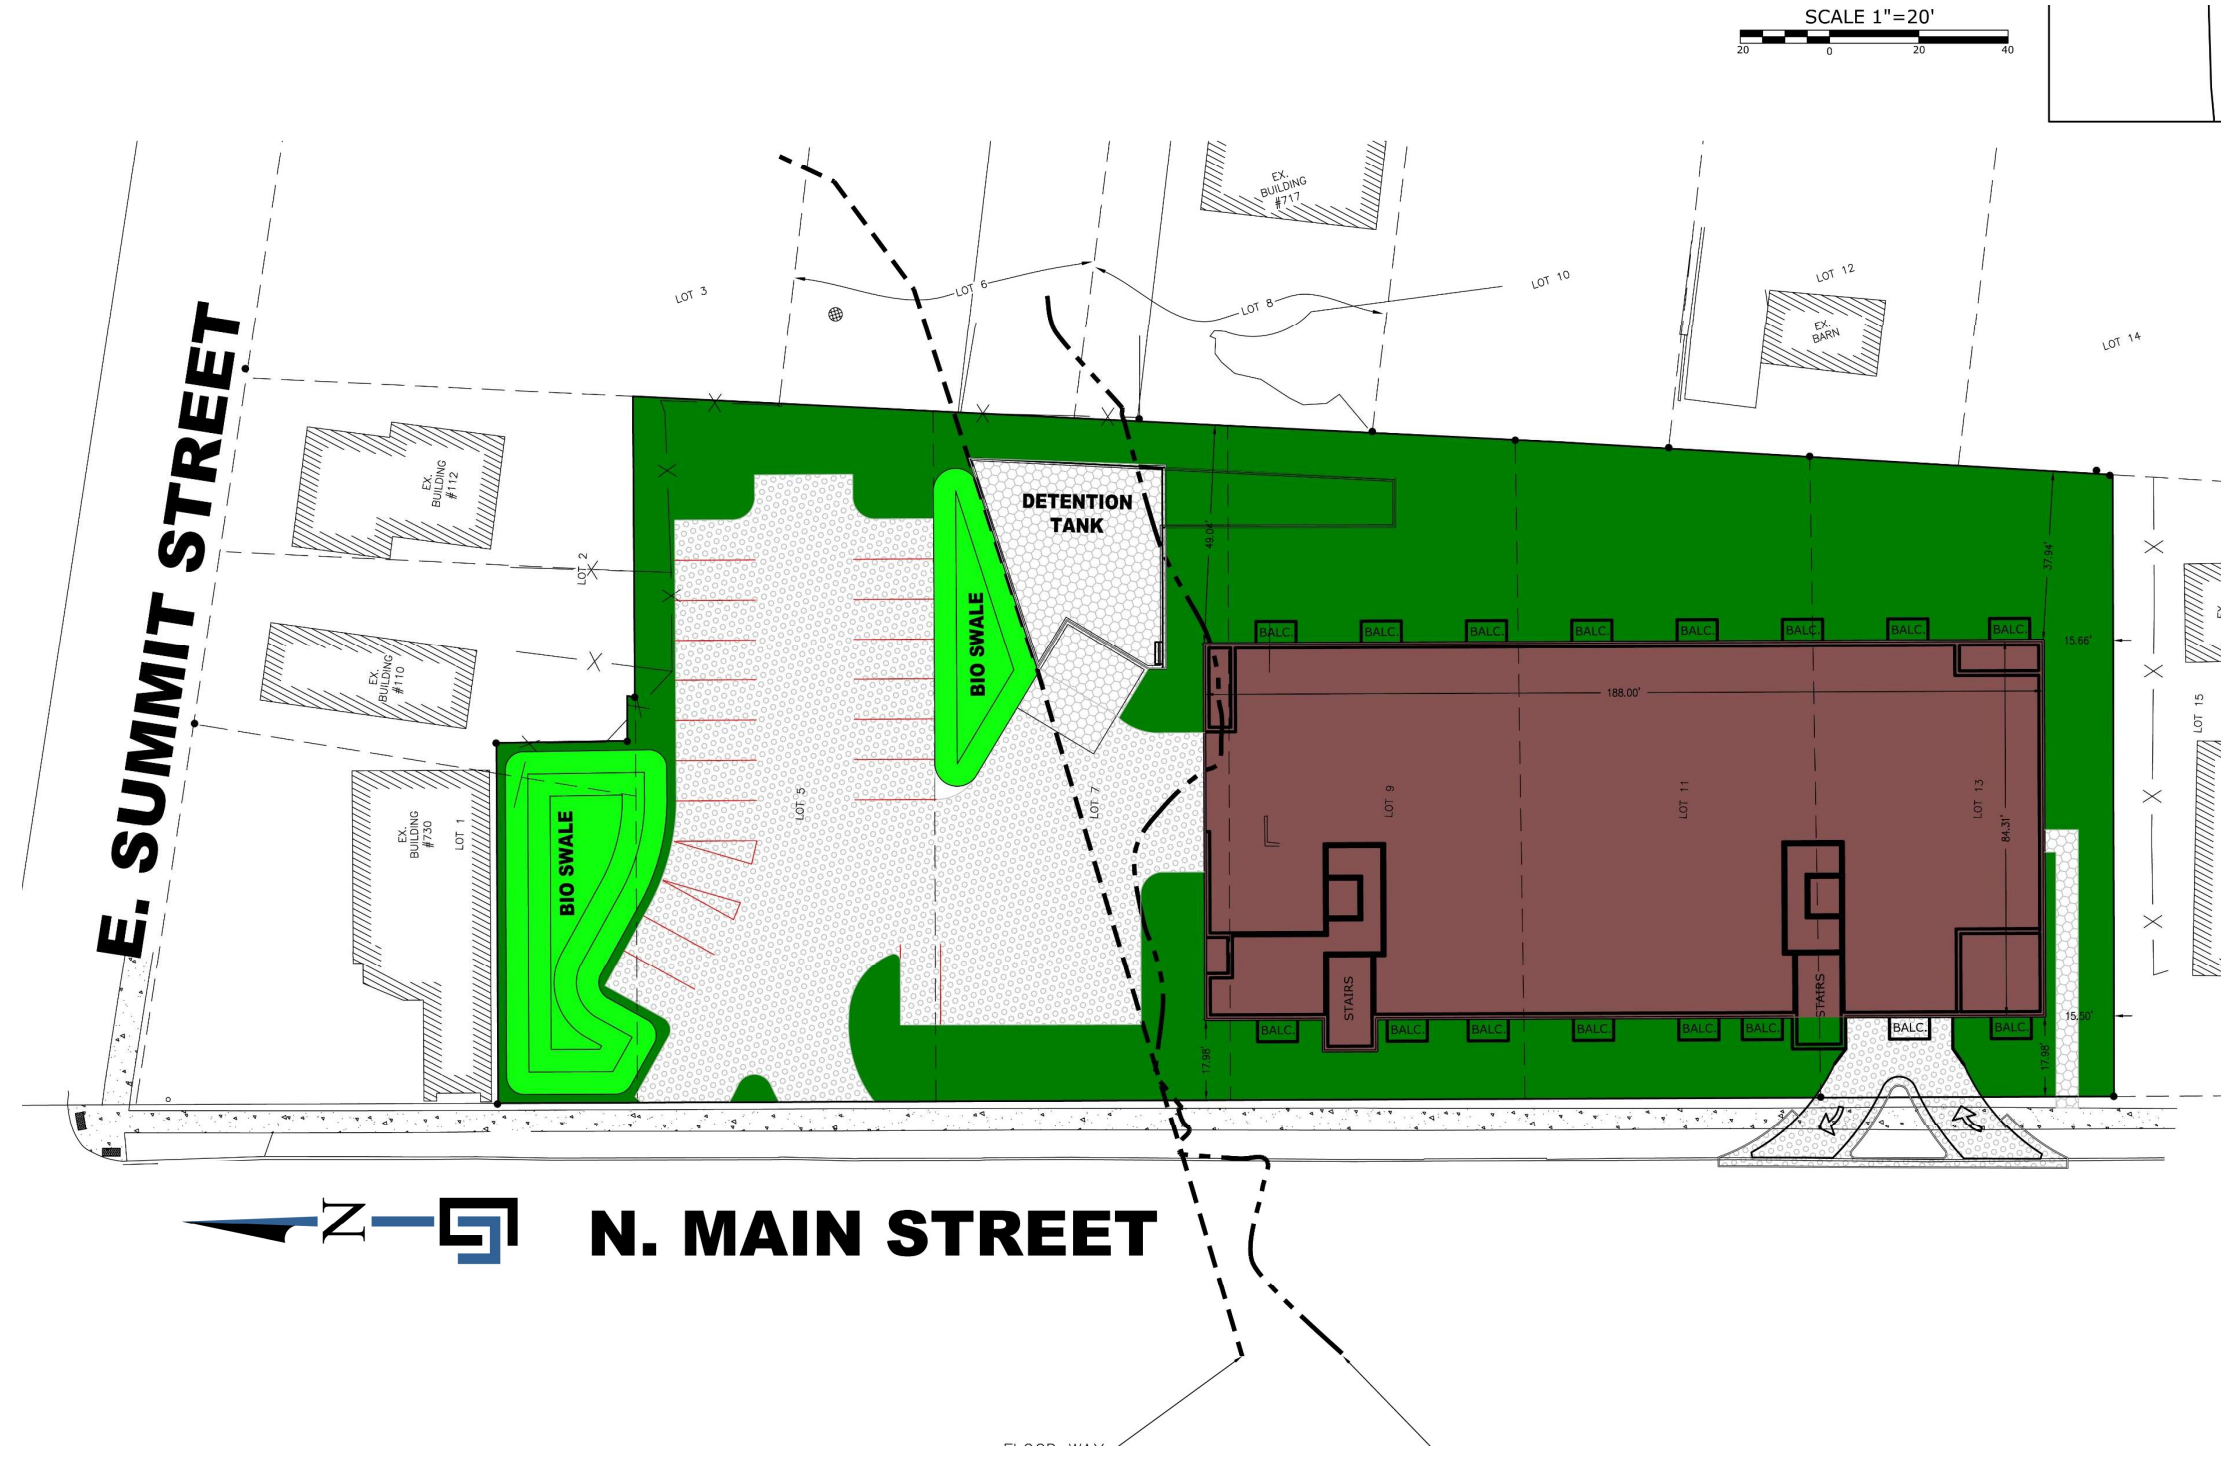 SCALE 1"=20'
20 0 20 40
EX.
BUILDING
#717
LOT 3
LOT 6
LOT 8
LOT 10
LOT 12
EX.
BARN
LOT 14
E. SUMMIT STREET
EX.
BUILDING
#112
LOT 2
EX.
BUILDING
#110
EX.
BUILDING
#730
LOT 1
BIO SWALE
LOT 5
BIO SWALE
DETENTION
TANK
LOT 7
49.04'
37.94'
BALC. BALC. BALC. BALC. BALC. BALC. BALC. BALC.
15.66'
188.00'
LOT 9
LOT 11
LOT 13
84.31'
LOT 15
STAIRS
STAIRS
15.50'
BALC. BALC. BALC. BALC. BALC. BALC. BALC. BALC.
17.98'
17.98'
N
N. MAIN STREET